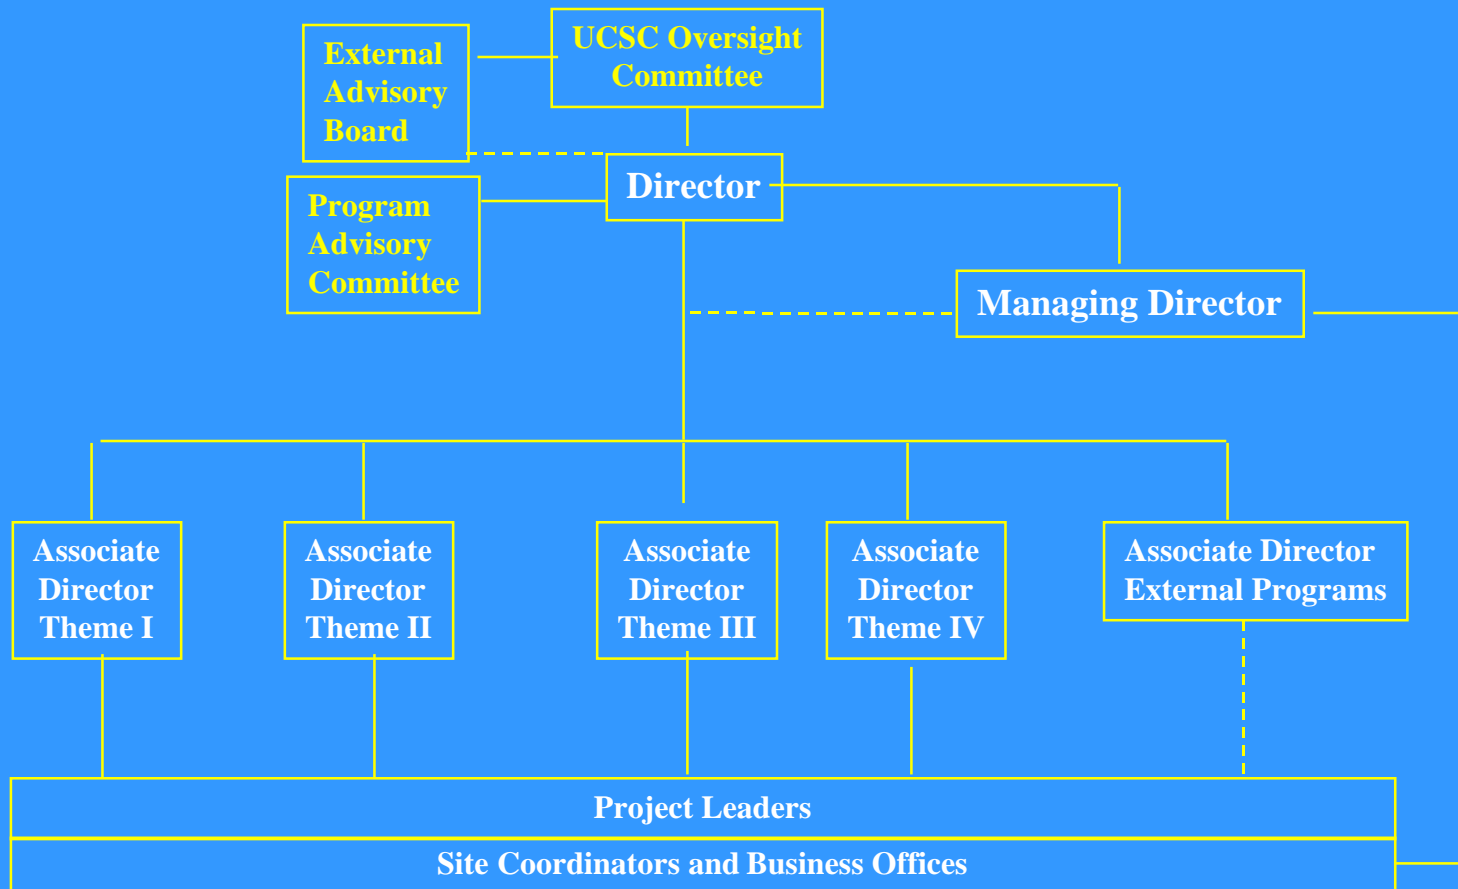 External
Advisory
Board
UCSC Oversight
Committee
Director
Program
Advisory
Committee
Managing Director
Associate
Director
Theme I
Associate
Director
Theme II
Associate
Director
Theme III
Associate
Director
Theme IV
Associate Director
External Programs
Project Leaders
Site Coordinators and Business Offices